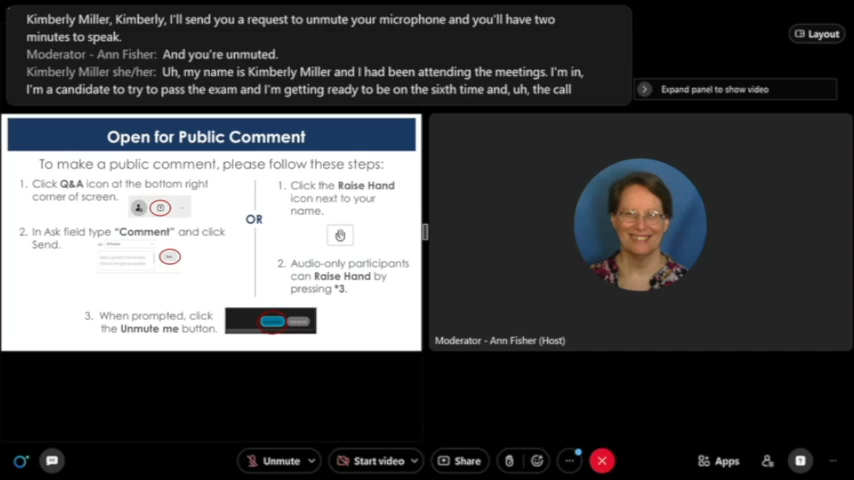 Kimberly Miller, Kimberly, I'll send you a request to unmute your microphone and you'll have two
minutes to speak.
Moderator - Ann Fisher: And you're unmuted.
Kimberly Miller she/her: Uh, my name is Kimberly Miller and I had been attending the meetings. I'm in,
I'm a candidate to try to pass the exam and I'm getting ready to be on the sixth time and, uh, the call
Layout
Expand panel to show video
Open for Public Comment
To make a public comment, please follow these steps:
1. Click Q&A icon at the bottom right
corner of screen.
2. In Ask field type "Comment" and click
Send.
OR
1. Click the Raise Hand
icon next to your
name.
2. Audio-only participants
can Raise Hand by
pressing *3.
3. When prompted, click
the Unmute me button.
Moderator - Ann Fisher (Host)
Unmute
Start video
Share
Apps